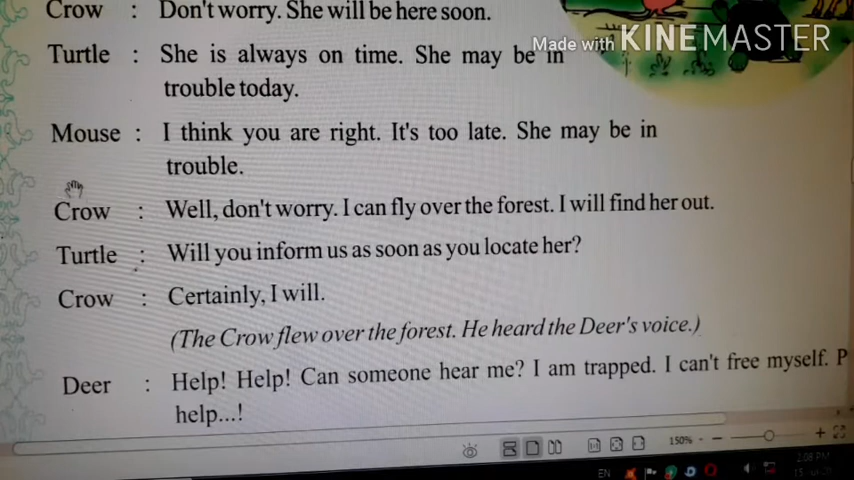 Crow : Don't worry. She will be here soon.
Made with KINEMASTER
Turtle : She is always on time. She may be in
trouble today.
Mouse : I think you are right. It's too late. She may be in
trouble.
Crow : Well, don't worry. I can fly over the forest. I will find her out.
Turtle : Will you inform us as soon as you locate her?
Crow : Certainly, I will.
(The Crow flew over the forest. He heard the Deer's voice.)
Deer : Help! Help! Can someone hear me? I am trapped. I can't free myself. P
help...!
150%
EN
2:08 PM